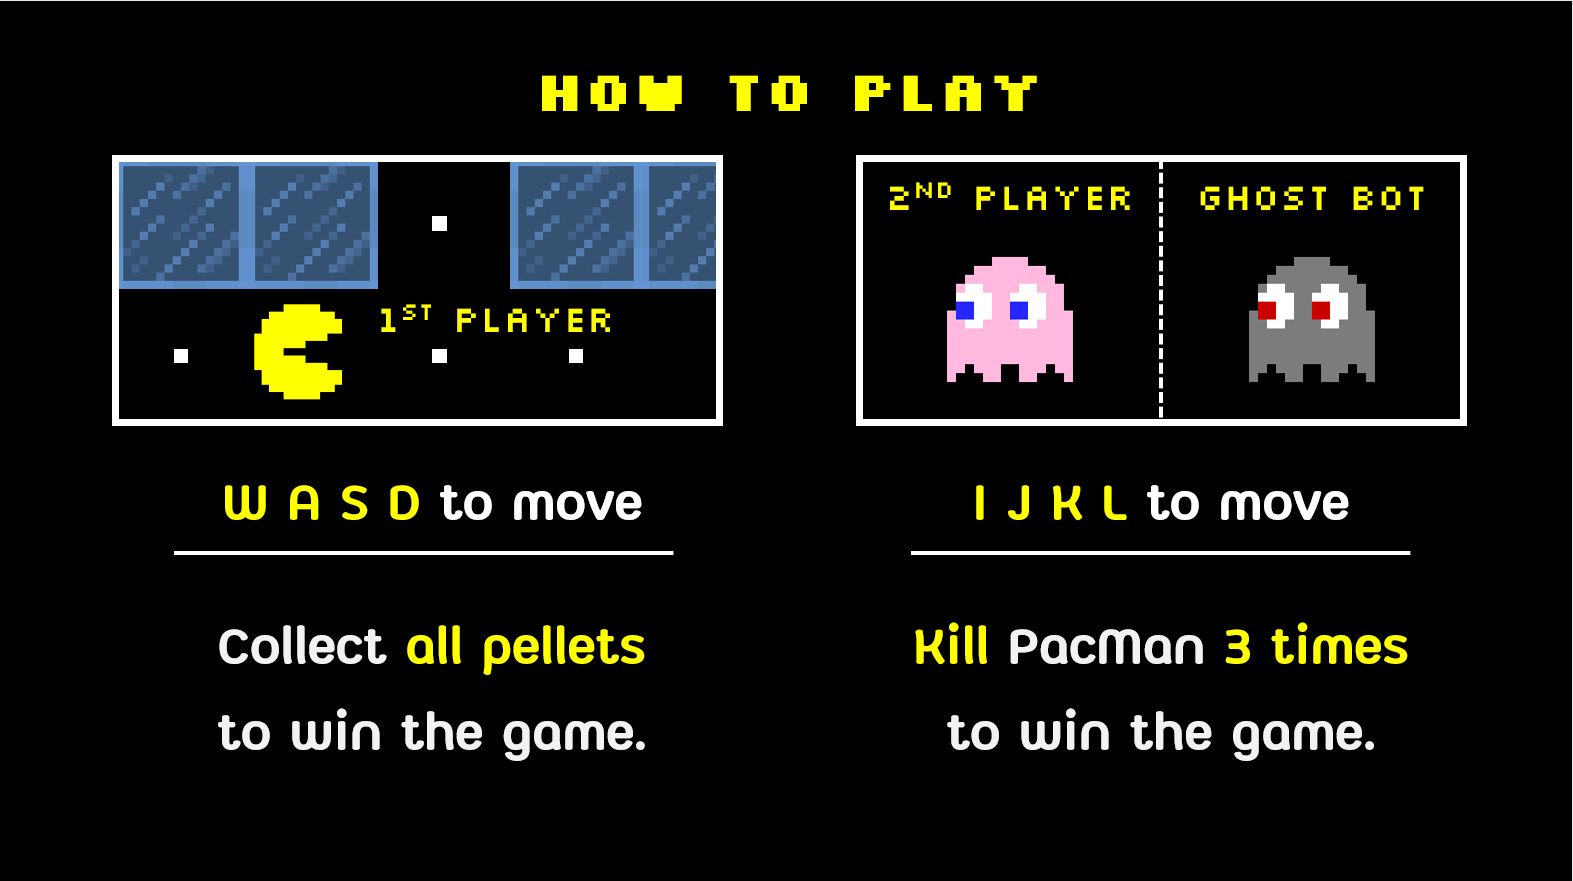 HOW TO PLAY
1ST PLAYER
2ND PLAYER
GHOST BOT
W A S D to move
Collect all pellets
to win the game.
I J K L to move
Kill PacMan 3 times
to win the game.